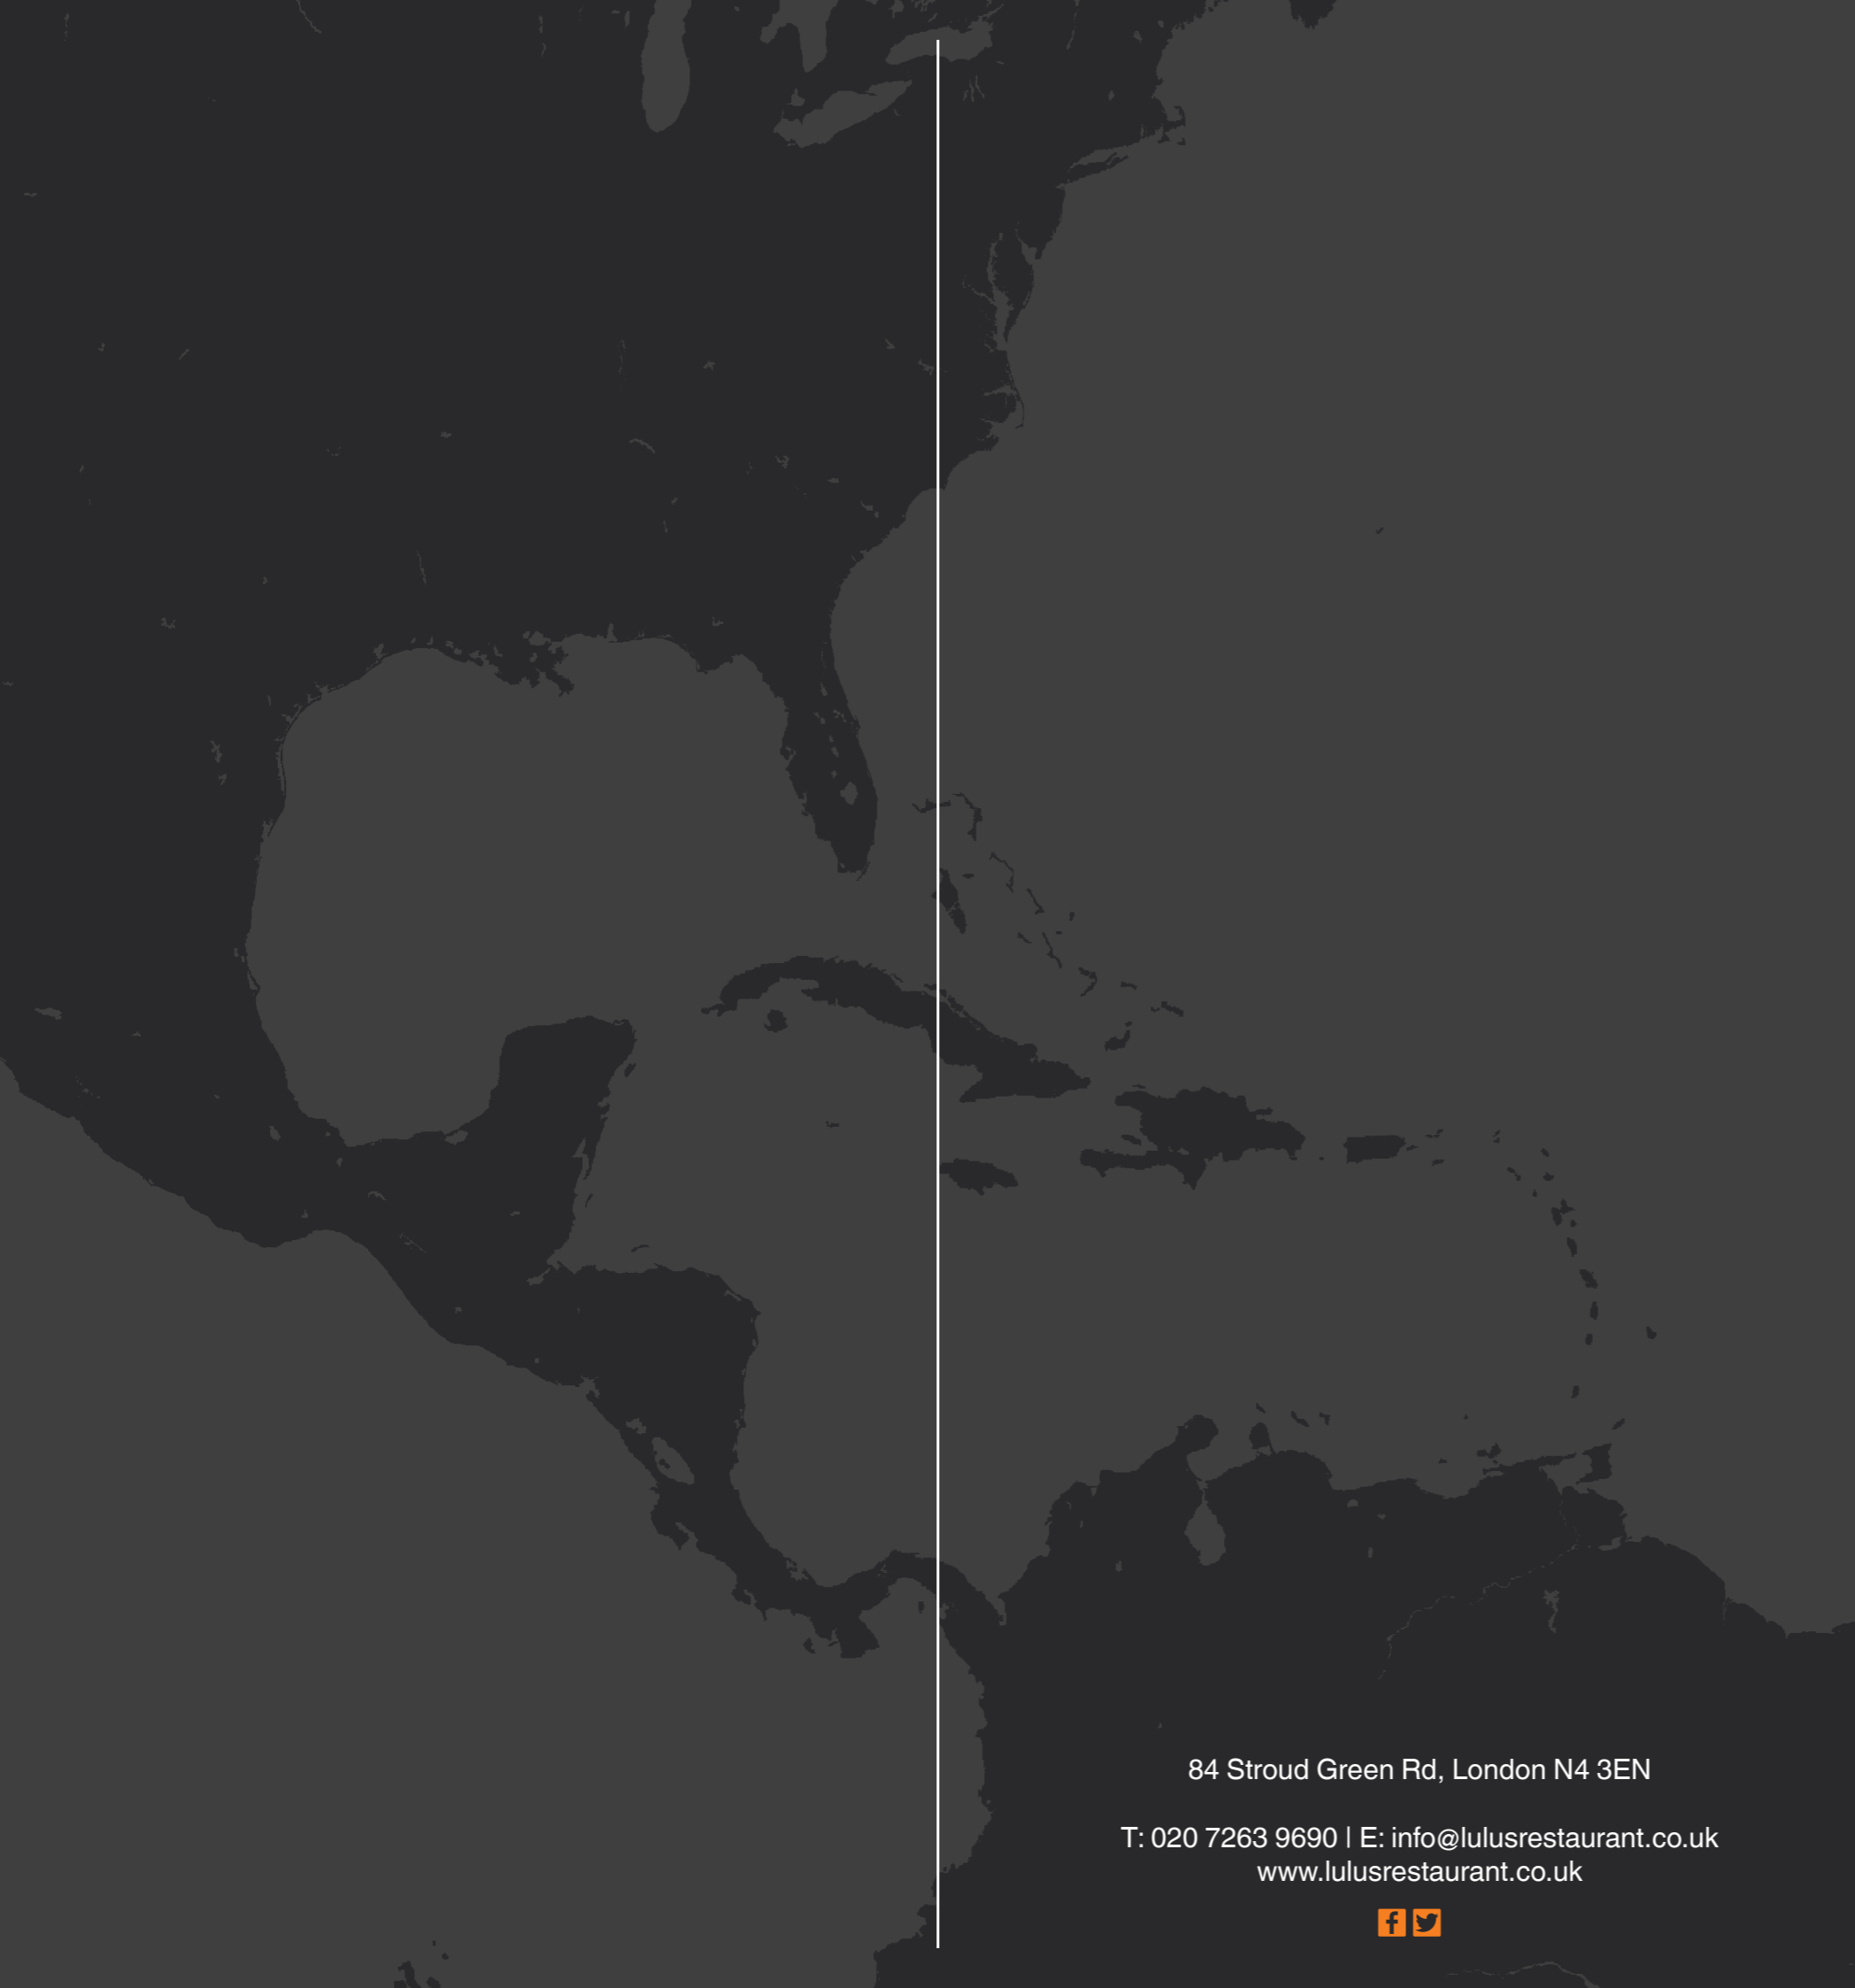 84 Stroud Green Rd, London N4 3EN
T: 020 7263 9690 | E: info@lulusrestaurant.co.uk
www.lulusrestaurant.co.uk